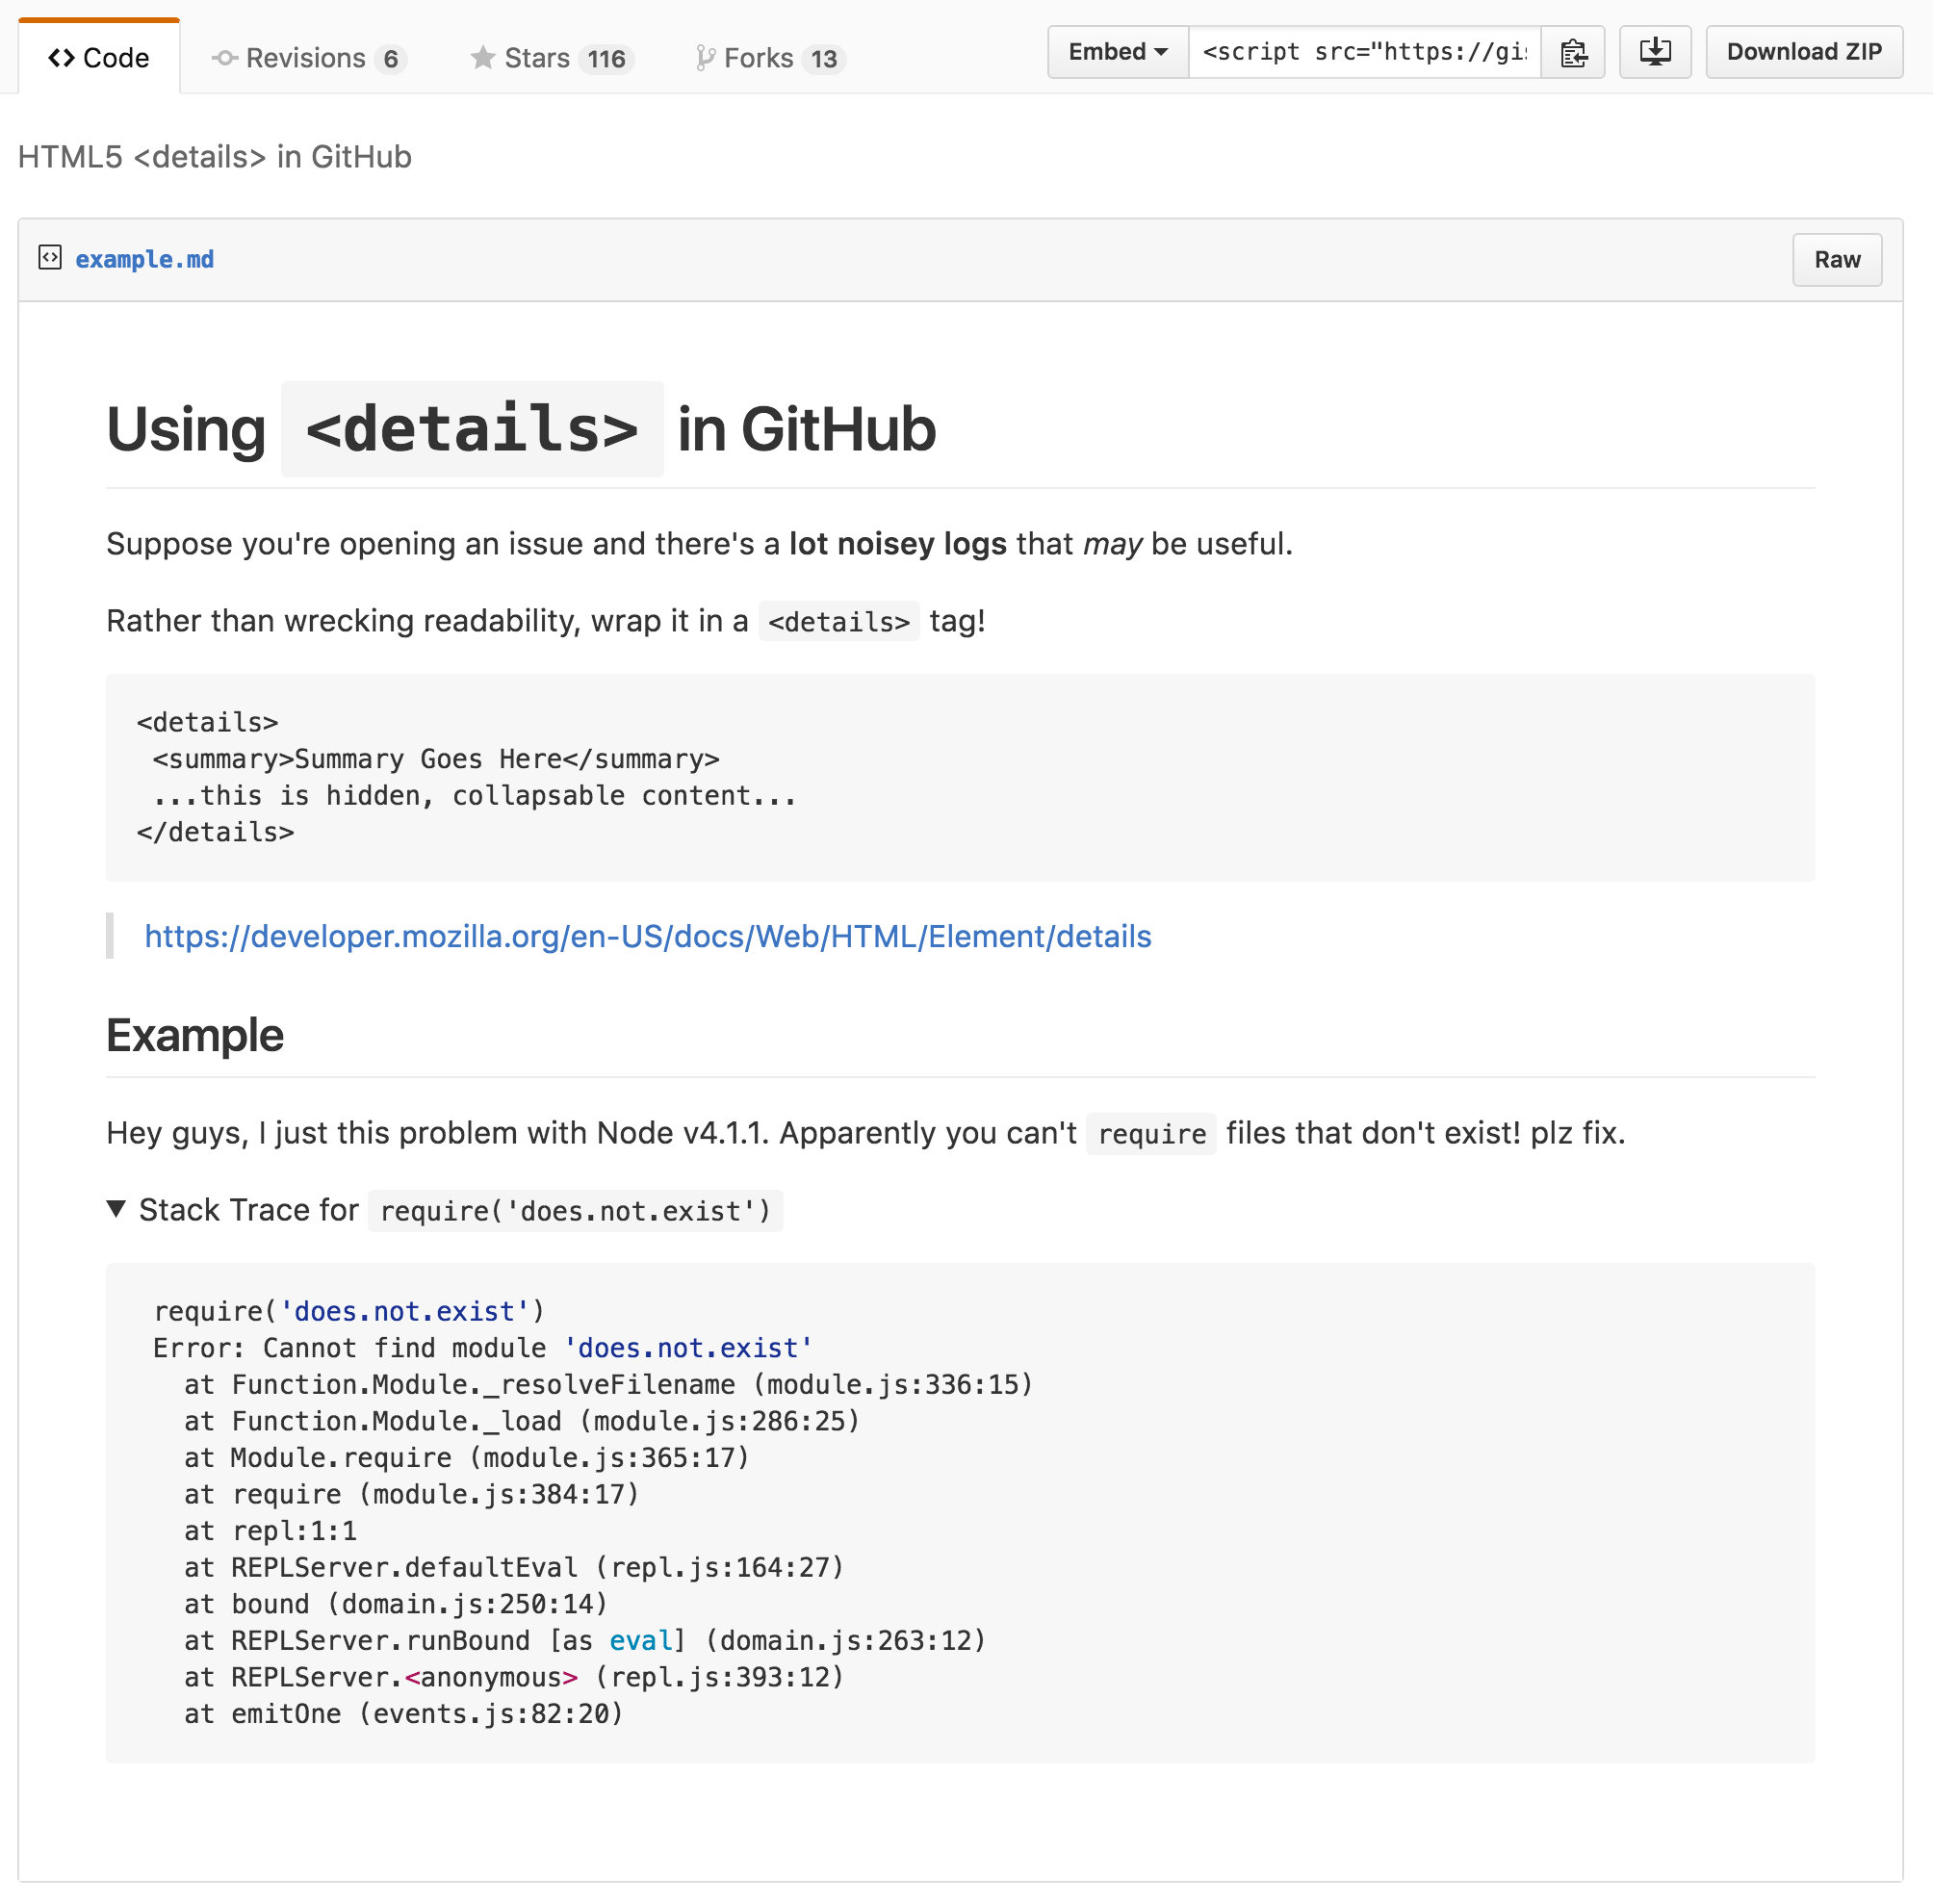 Code Revisions 6 Stars 116 Forks 13 Embed <script src="https://gis Download ZIP
HTML5 <details> in GitHub
example.md Raw
Using <details> in GitHub
Suppose you're opening an issue and there's a lot noisey logs that may be useful.
Rather than wrecking readability, wrap it in a <details> tag!
<details>
 <summary>Summary Goes Here</summary>
 ...this is hidden, collapsable content...
</details>
https://developer.mozilla.org/en-US/docs/Web/HTML/Element/details
Example
Hey guys, I just this problem with Node v4.1.1. Apparently you can't require files that don't exist! plz fix.
▼ Stack Trace for require('does.not.exist')
require('does.not.exist')
Error: Cannot find module 'does.not.exist'
  at Function.Module._resolveFilename (module.js:336:15)
  at Function.Module._load (module.js:286:25)
  at Module.require (module.js:365:17)
  at require (module.js:384:17)
  at repl:1:1
  at REPLServer.defaultEval (repl.js:164:27)
  at bound (domain.js:250:14)
  at REPLServer.runBound [as eval] (domain.js:263:12)
  at REPLServer.<anonymous> (repl.js:393:12)
  at emitOne (events.js:82:20)